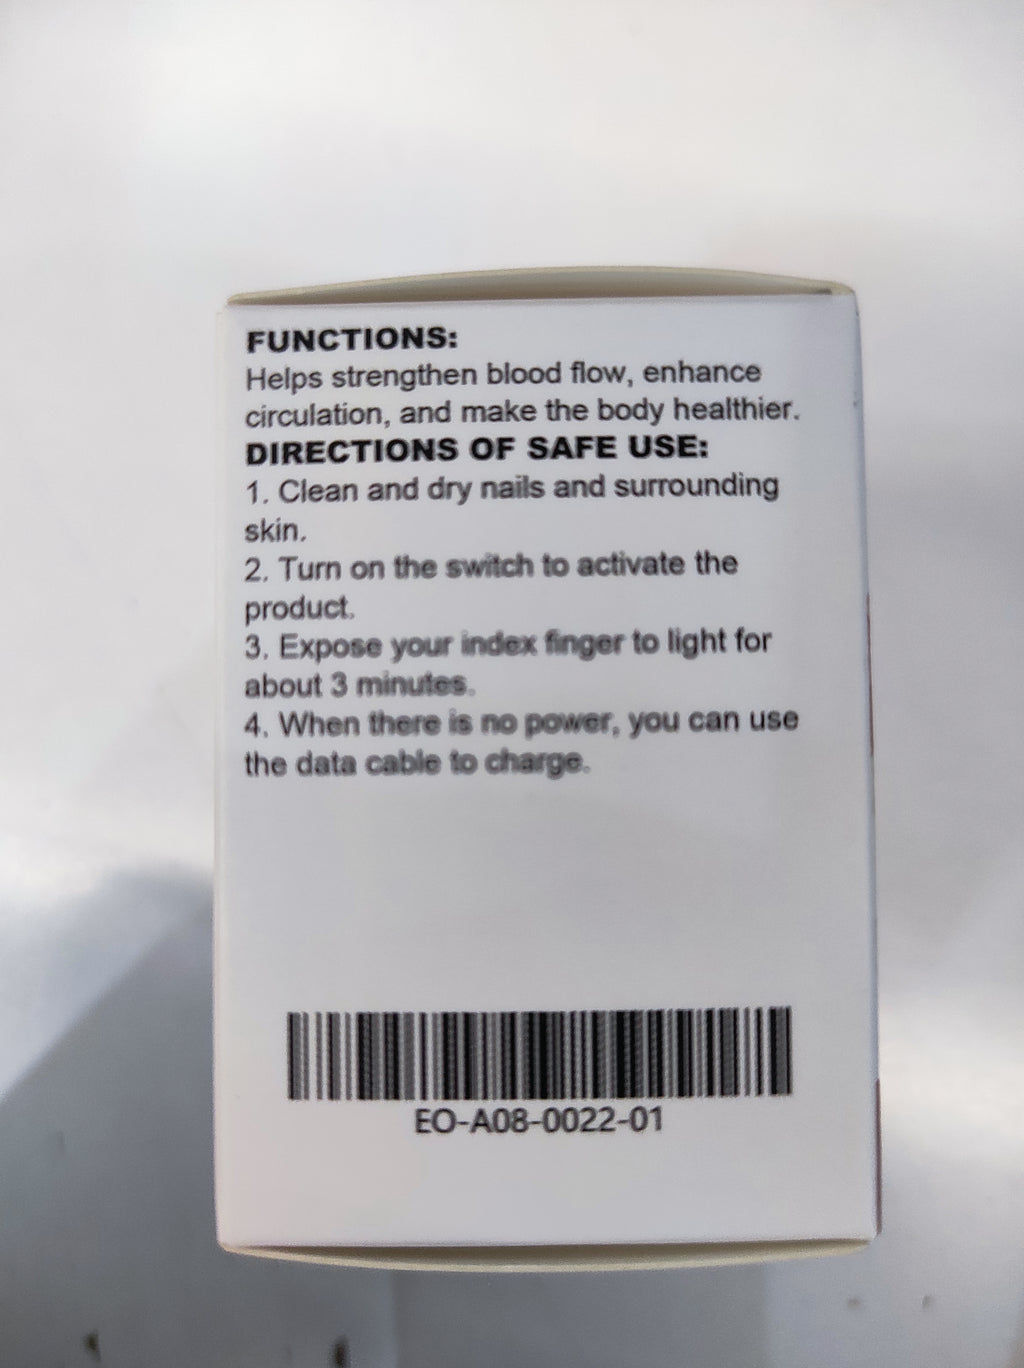 FUNCTIONS:
Helps strengthen blood flow, enhance
circulation, and make the body healthier.
DIRECTIONS OF SAFE USE:
1. Clean and dry nails and surrounding
skin.
2. Turn on the switch to activate the
product.
3. Expose your index finger to light for
about 3 minutes.
4. When there is no power, you can use
the data cable to charge.
EO-A08-0022-01